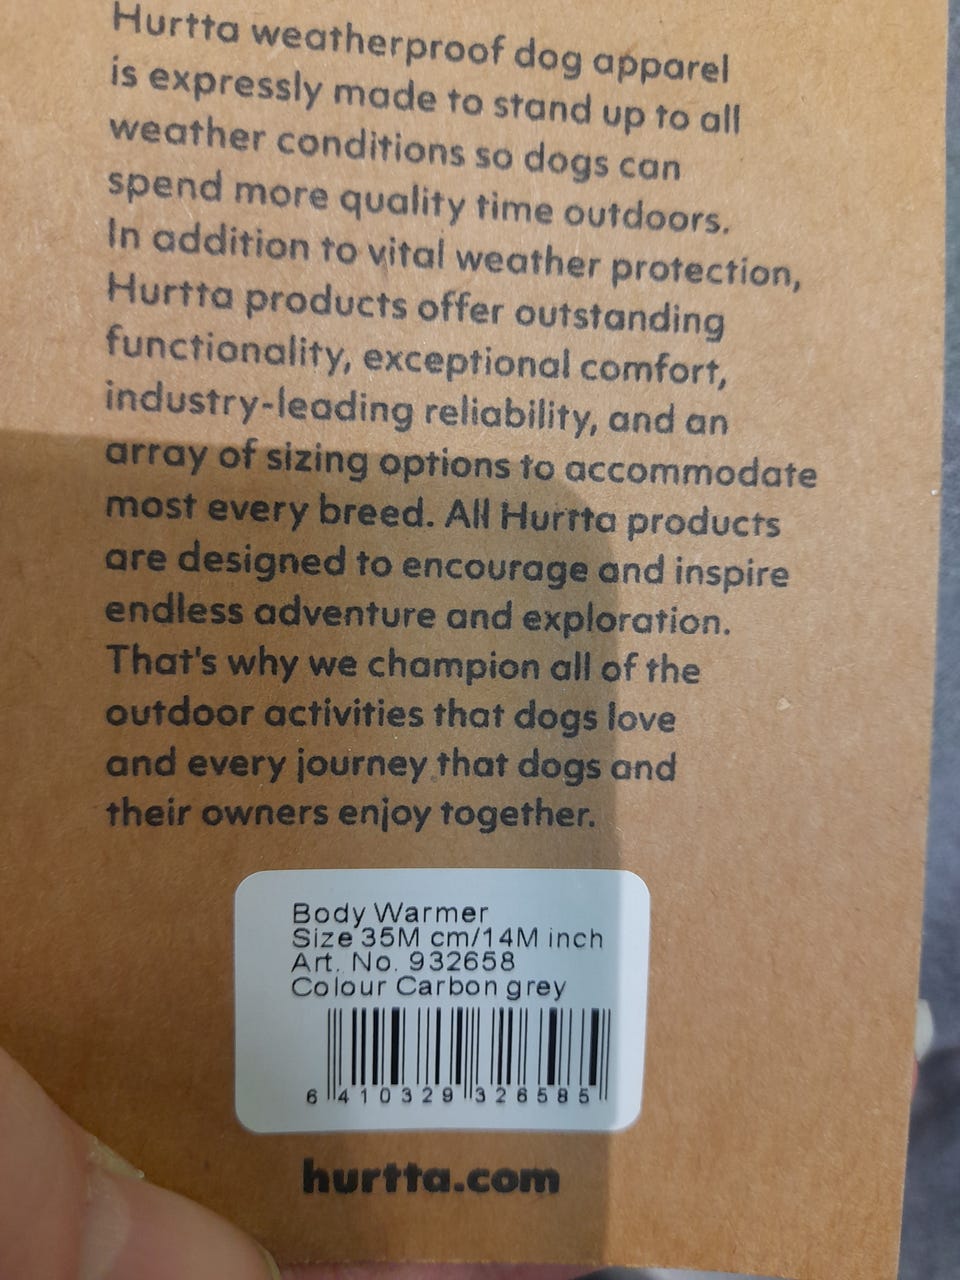 Hurtta weatherproof dog apparel
is expressly made to stand up to all
weather conditions so dogs can
spend more quality time outdoors.
In addition to vital weather protection,
Hurtta products offer outstanding
functionality, exceptional comfort,
industry-leading reliability, and an
array of sizing options to accommodate
most every breed. All Hurtta products
are designed to encourage and inspire
endless adventure and exploration.
That's why we champion all of the
outdoor activities that dogs love
and every journey that dogs and
their owners enjoy together.
Body Warmer
Size 35M cm/14M inch
Art. No. 932658
Colour Carbon grey
6 410329 326585
hurtta.com